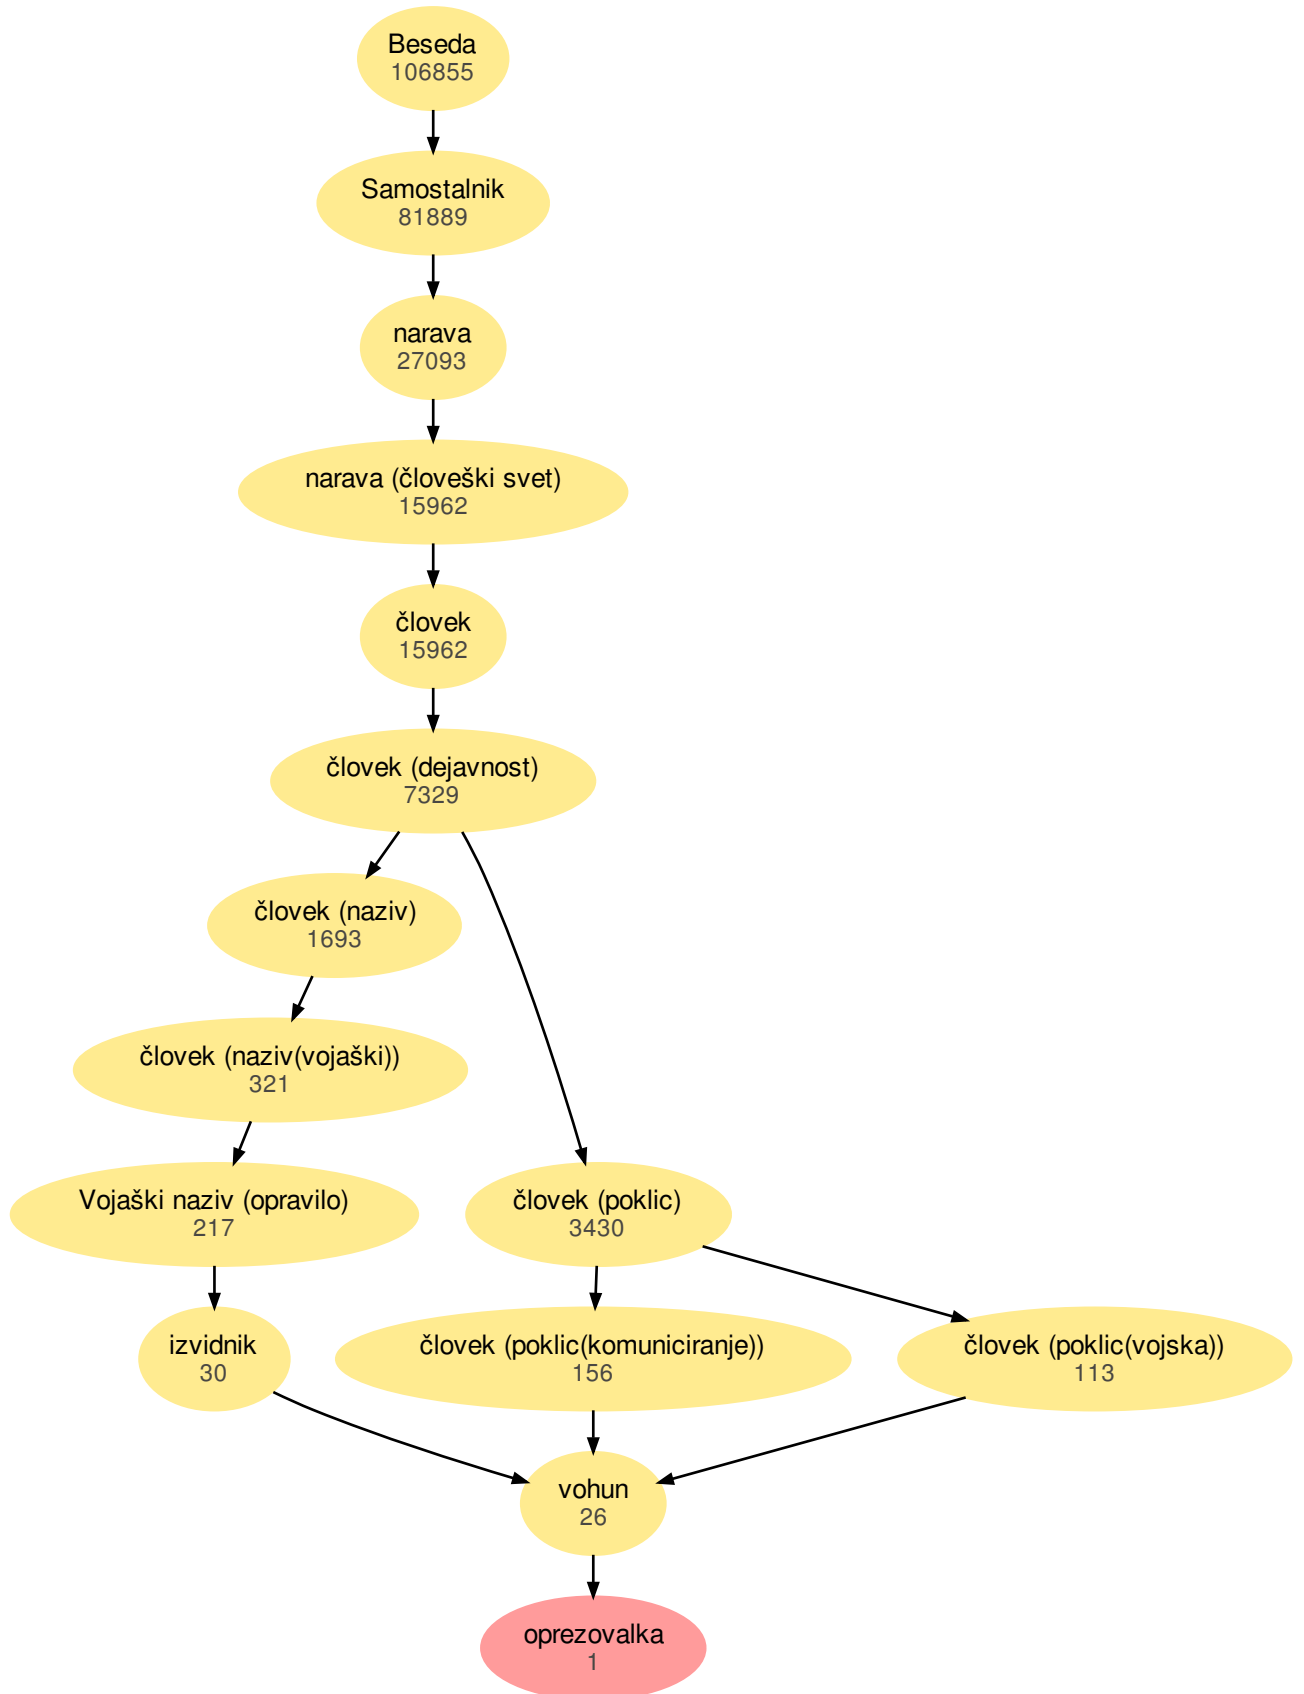 Beseda
106855
Samostalnik
81889
narava
27093
narava (človeški svet)
15962
človek
15962
človek (dejavnost)
7329
človek (naziv)
1693
človek (naziv(vojaški))
321
Vojaški naziv (opravilo)
217
človek (poklic)
3430
izvidnik
30
človek (poklic(komuniciranje))
156
človek (poklic(vojska))
113
vohun
26
oprezovalka
1